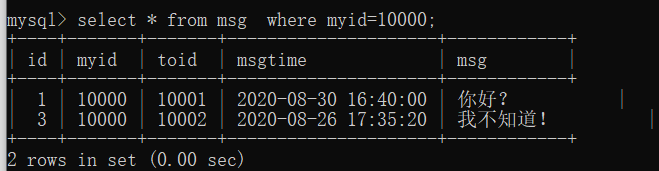 mysql> select * from msg  where myid=10000;
+----+-------+-------+---------------------+------------+
| id | myid  | toid  | msgtime             | msg        |
+----+-------+-------+---------------------+------------+
|  1 | 10000 | 10001 | 2020-08-30 16:40:00 | 你好？          |
|  3 | 10000 | 10002 | 2020-08-26 17:35:20 | 我不知道！          |
+----+-------+-------+---------------------+------------+
2 rows in set (0.00 sec)